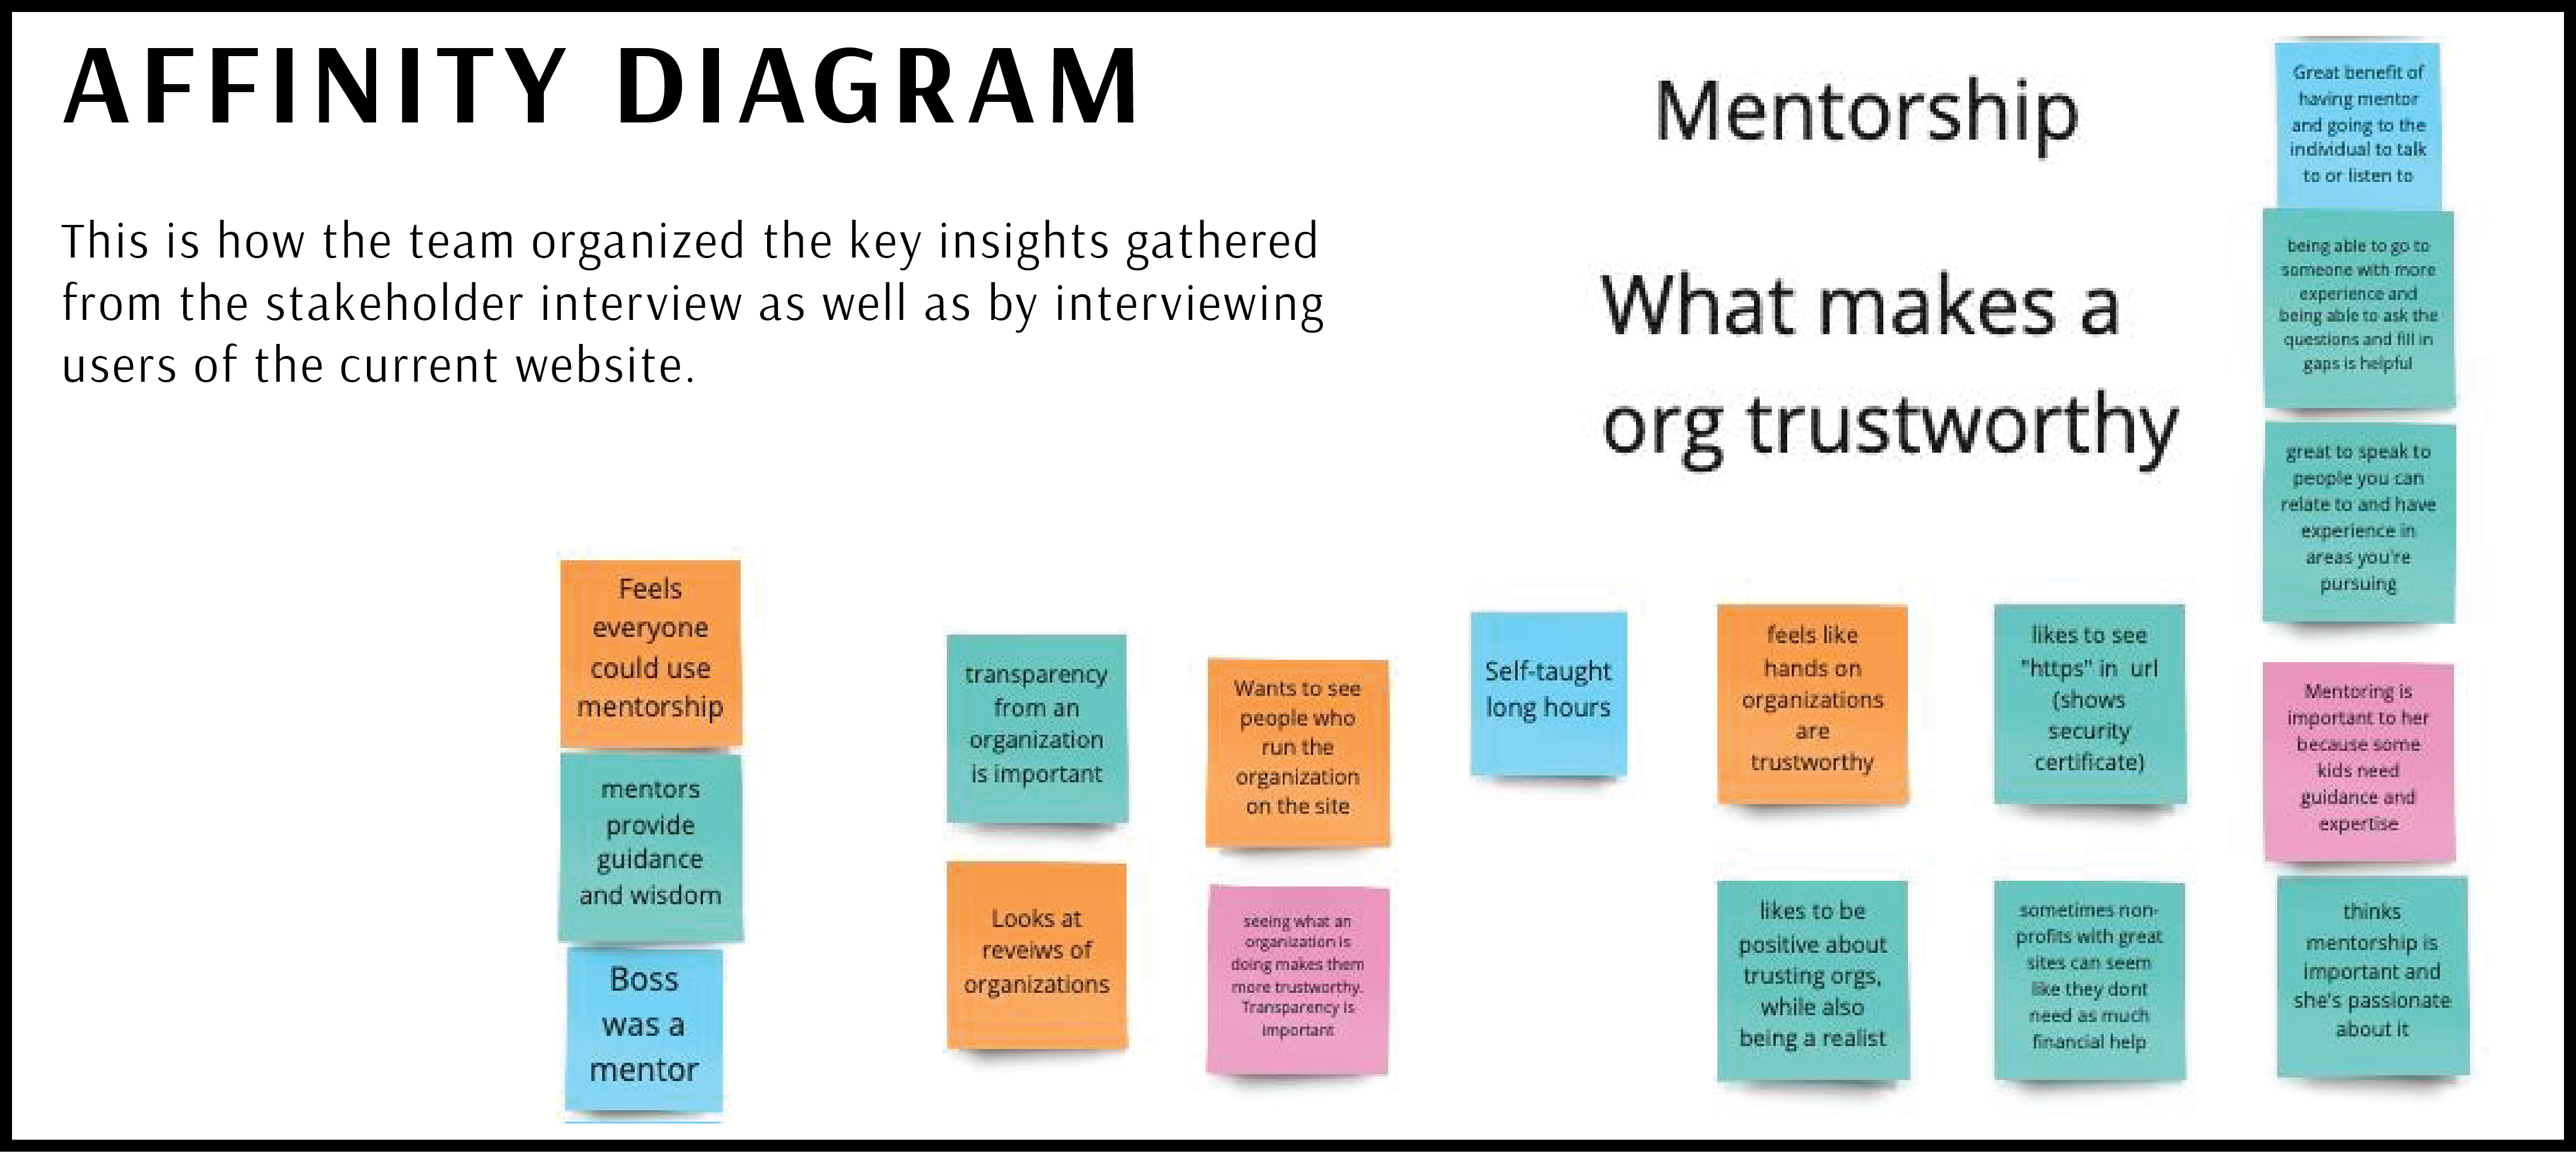 AFFINITY DIAGRAM
This is how the team organized the key insights gathered
from the stakeholder interview as well as by interviewing
users of the current website.
Mentorship
What makes a
org trustworthy
Great benefit of
having mentor
and going to the
individual to talk
to or listen to
being able to go to
someone with more
experience and
being able to ask the
questions and fill in
gaps is helpful
great to speak to
people you can
relate to and have
experience in
areas you're
pursuing
Feels
everyone
could use
mentorship
mentors
provide
guidance
and wisdom
Boss
was a
mentor
transparency
from an
organization
is important
Looks at
reveiws of
organizations
Wants to see
people who
run the
organization
on the site
seeing what an
organization is
doing makes them
more trustworthy.
Transparency is
important
Self-taught
long hours
feels like
hands on
organizations
are
trustworthy
likes to be
positive about
trusting orgs,
while also
being a realist
likes to see
"https" in url
(shows
security
certificate)
sometimes non-
profits with great
sites can seem
like they dont
need as much
financial help
Mentoring is
important to her
because some
kids need
guidance and
expertise
thinks
mentorship is
important and
she's passionate
about it